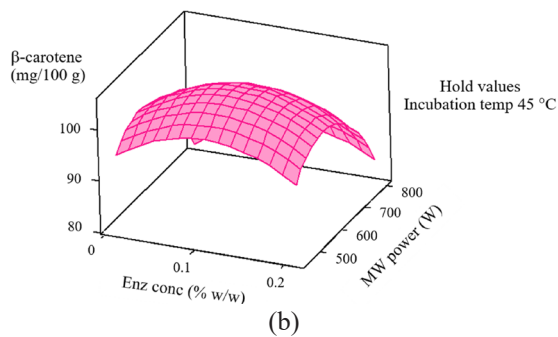 β-carotene
(mg/100 g)
100
90
80
0
0.1
0.2
Enz conc (% w/w)
500
600
700
800
MW power (W)
Hold values
Incubation temp 45 °C
(b)